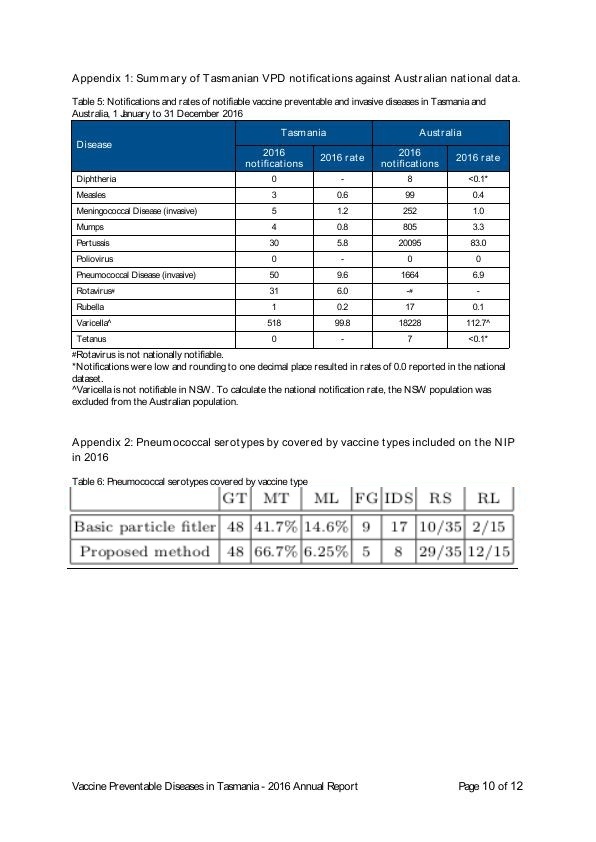 Appendix 1: Summary of Tasmanian VPD notifications against Australian national data.
Table 5: Notifications and rates of notifiable vaccine preventable and invasive diseases in Tasmania and
Australia, 1 January to 31 December 2016
Disease Tasmania Australia
2016 notifications 2016 rate 2016 notifications 2016 rate
Diphtheria 0 - 8 <0.1*
Measles 3 0.6 99 0.4
Meningococcal Disease (invasive) 5 1.2 252 1.0
Mumps 4 0.8 805 3.3
Pertussis 30 5.8 20095 83.0
Poliovirus 0 - 0 0
Pneumococcal Disease (invasive) 50 9.6 1664 6.9
Rotavirus# 31 6.0 -# -
Rubella 1 0.2 17 0.1
Varicella^ 518 99.8 18228 112.7^
Tetanus 0 - 7 <0.1*
#Rotavirus is not nationally notifiable.
*Notifications were low and rounding to one decimal place resulted in rates of 0.0 reported in the national
dataset.
^Varicella is not notifiable in NSW. To calculate the national notification rate, the NSW population was
excluded from the Australian population.
Appendix 2: Pneumococcal serotypes by covered by vaccine types included on the NIP
in 2016
Table 6: Pneumococcal serotypes covered by vaccine type
GT MT ML FG IDS RS RL
Basic particle fitler 48 41.7% 14.6% 9 17 10/35 2/15
Proposed method 48 66.7% 6.25% 5 8 29/35 12/15
Vaccine Preventable Diseases in Tasmania - 2016 Annual Report Page 10 of 12